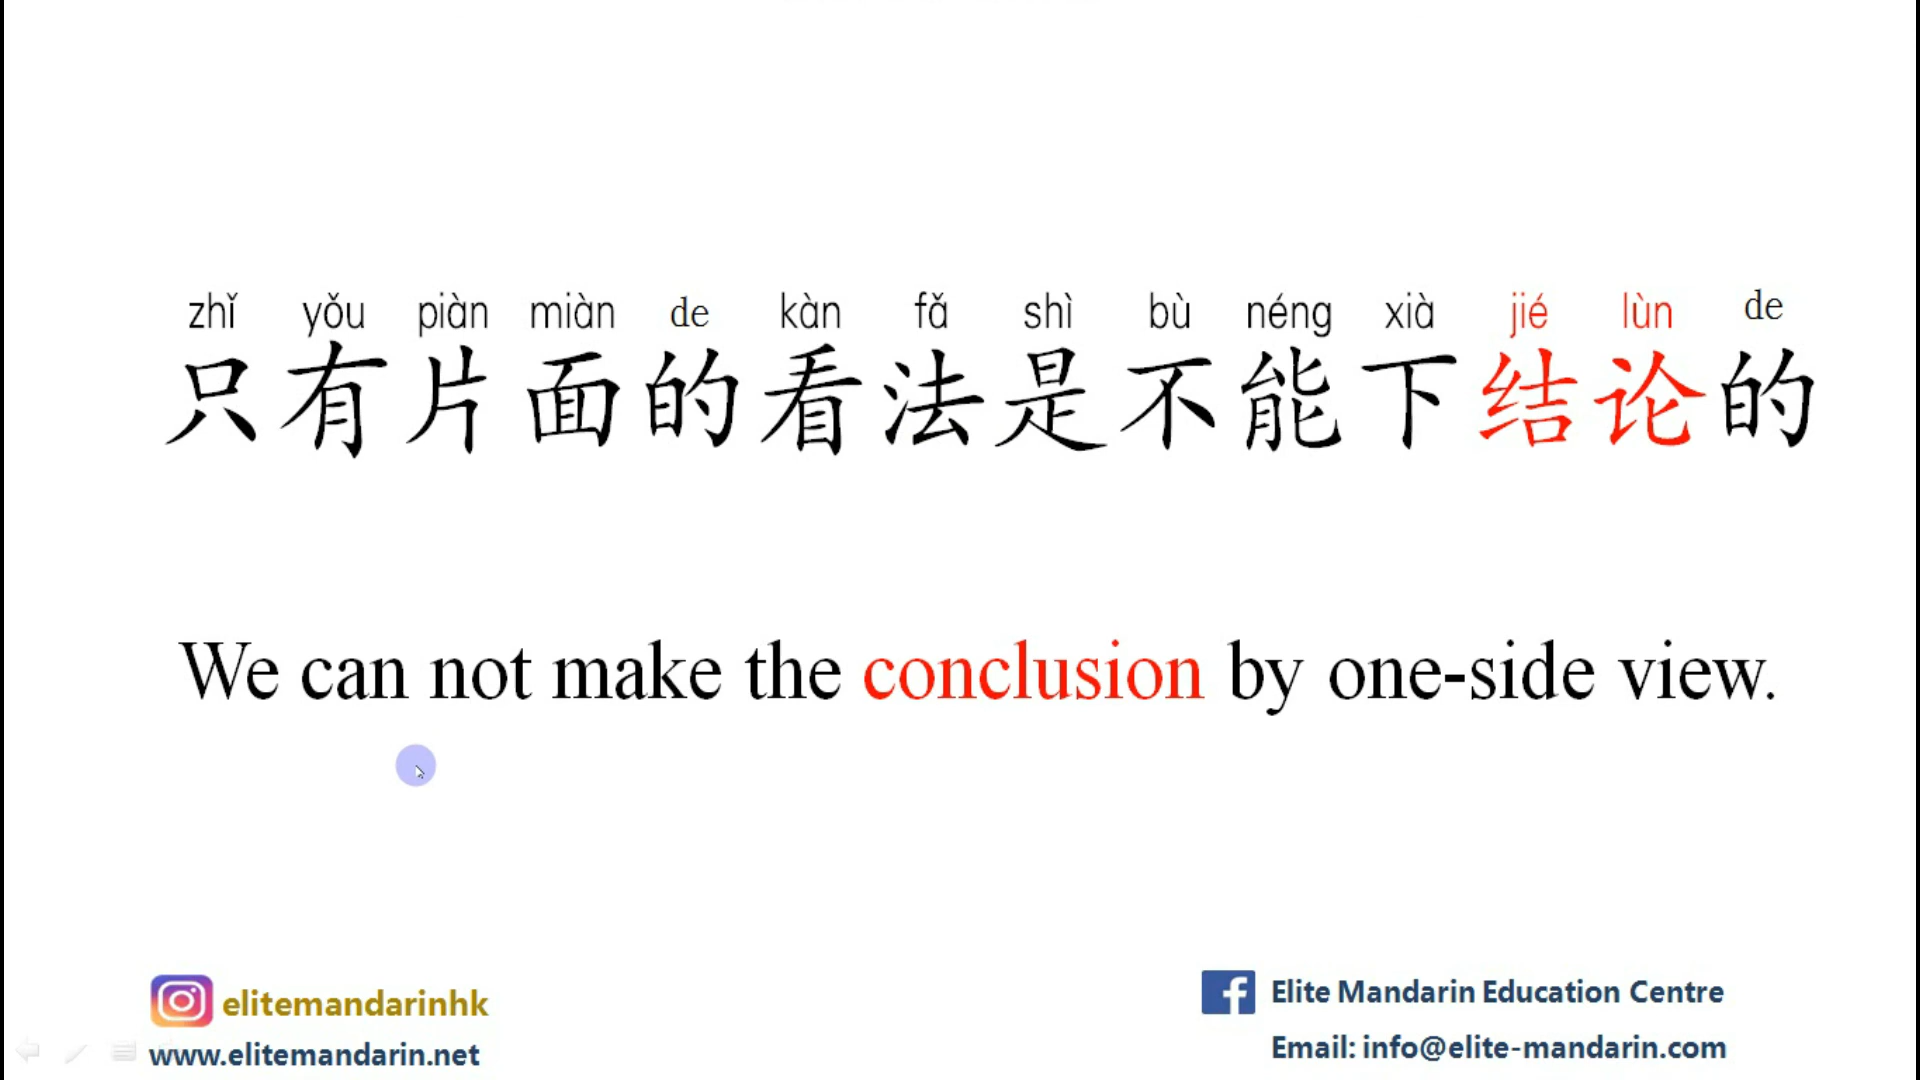 zhǐ yǒu piàn miàn de kàn fǎ shì bù néng xià jié lùn de
只有片面的看法是不能下结论的
We can not make the conclusion by one-side view.
elitemandarinhk
www.elitemandarin.net
Elite Mandarin Education Centre
Email: info@elite-mandarin.com